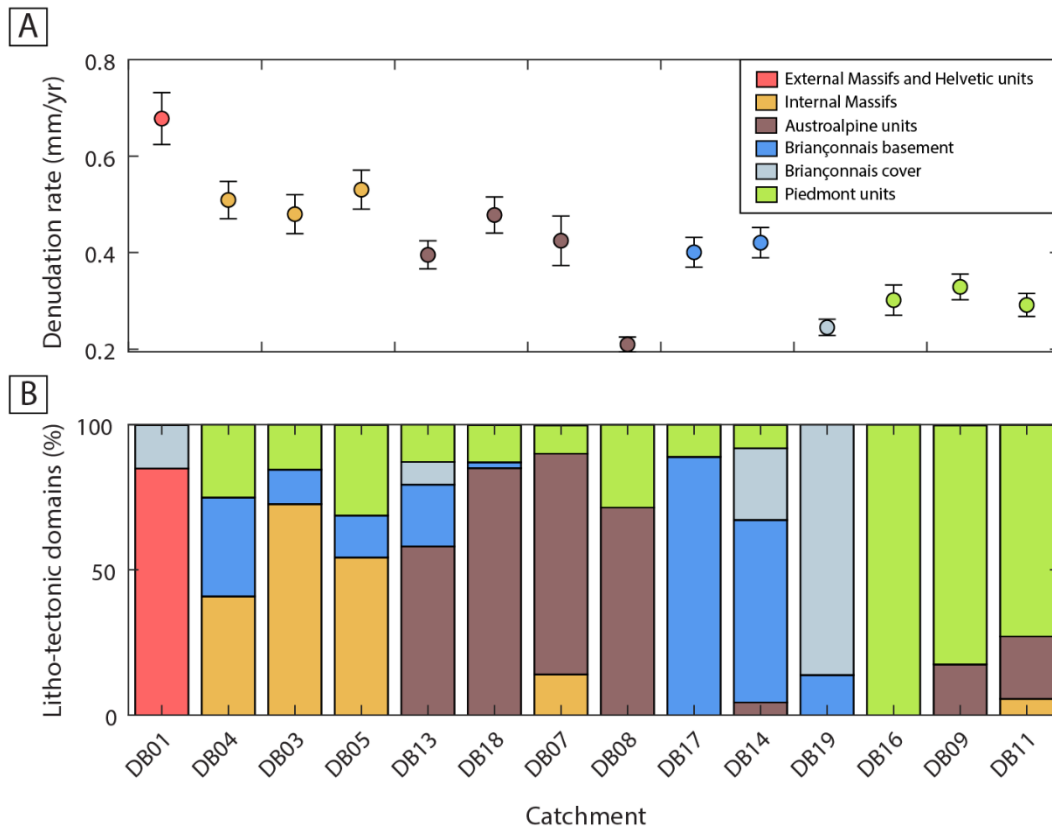 A
0.8
0.6
0.4
0.2
Denudation rate (mm/yr)
External Massifs and Helvetic units
Internal Massifs
Austroalpine units
Briançonnais basement
Briançonnais cover
Piedmont units
B
100
50
0
Litho-tectonic domains (%)
DB01
DB04
DB03
DB05
DB13
DB18
DB07
DB08
DB17
DB14
DB19
DB16
DB09
DB11
Catchment